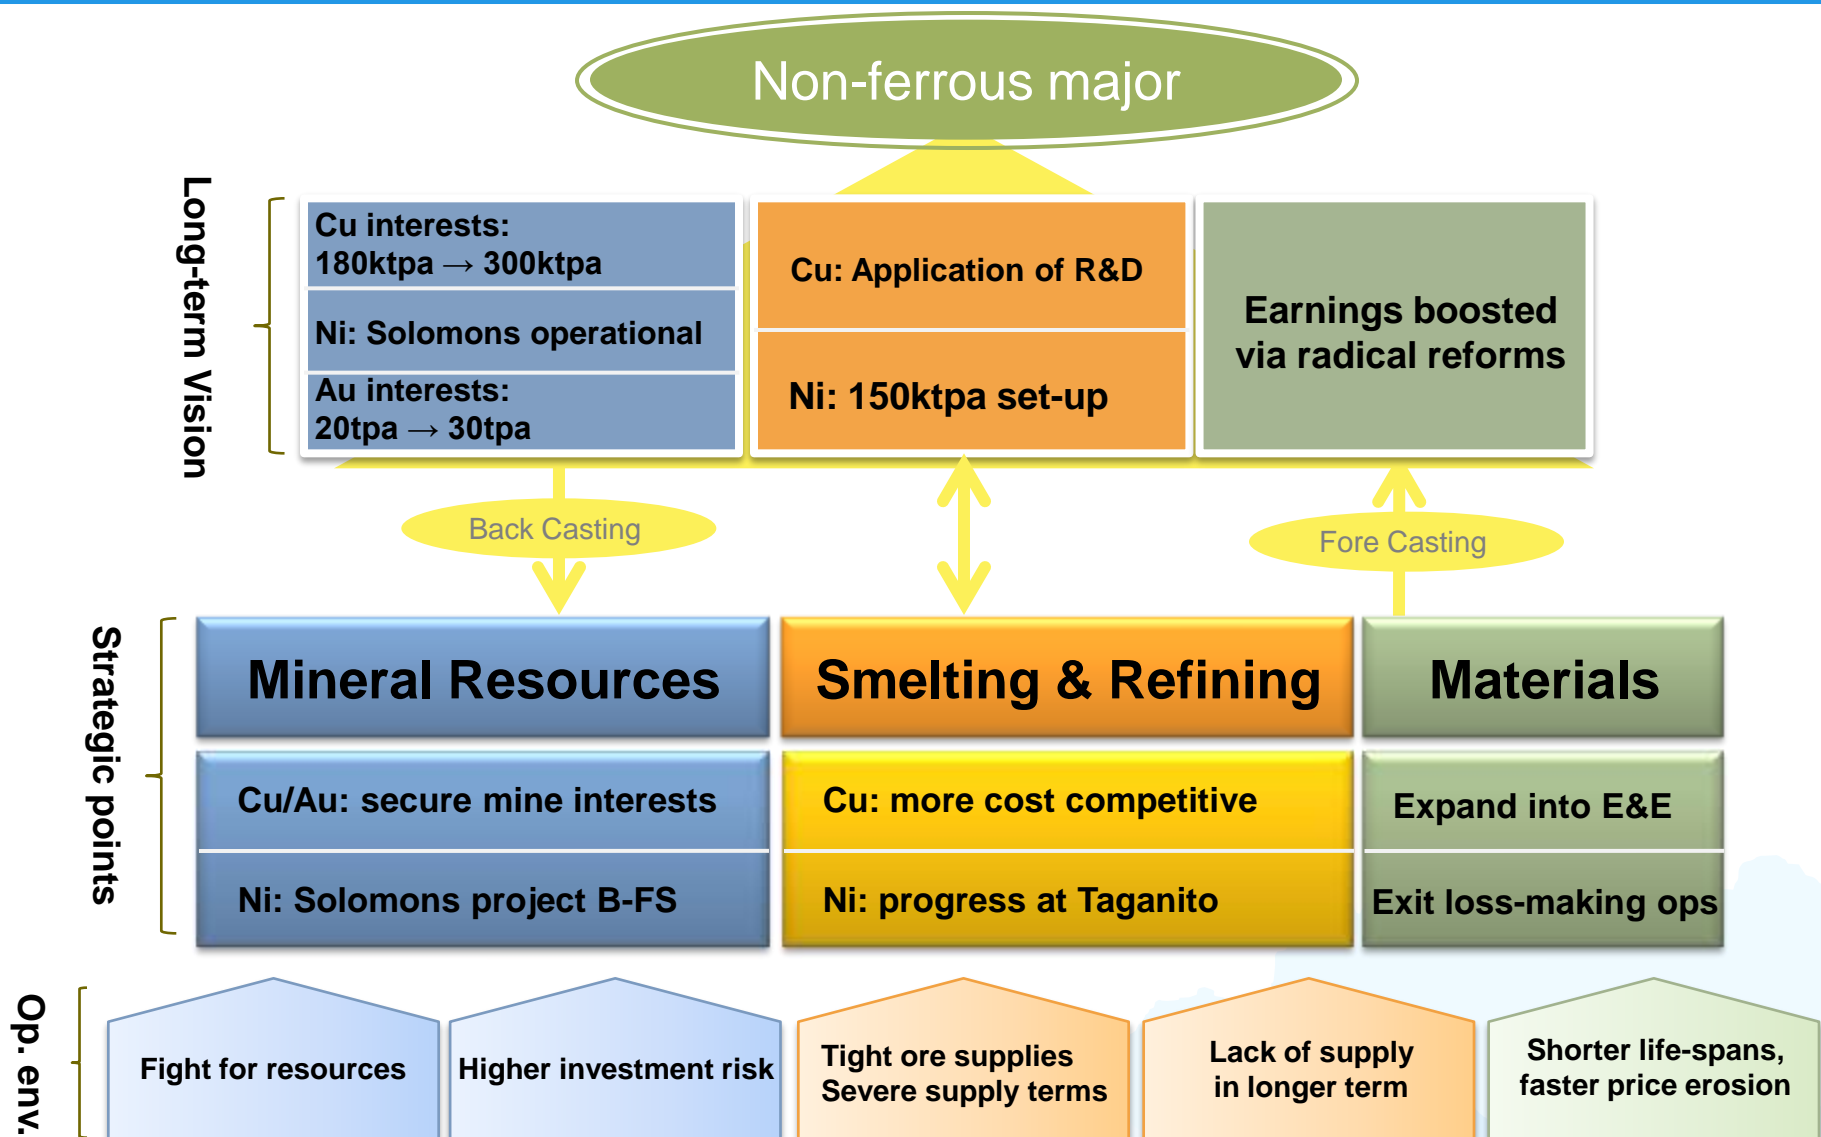 Non-ferrous major
Long-term Vision
Cu interests:
180ktpa → 300ktpa
Ni: Solomons operational
Au interests:
20tpa → 30tpa
Cu: Application of R&D
Ni: 150ktpa set-up
Earnings boosted
via radical reforms
Back Casting
Fore Casting
Strategic points
Mineral Resources
Smelting & Refining
Materials
Cu/Au: secure mine interests
Ni: Solomons project B-FS
Cu: more cost competitive
Ni: progress at Taganito
Expand into E&E
Exit loss-making ops
Op. env.
Fight for resources
Higher investment risk
Tight ore supplies
Severe supply terms
Lack of supply
in longer term
Shorter life-spans,
faster price erosion